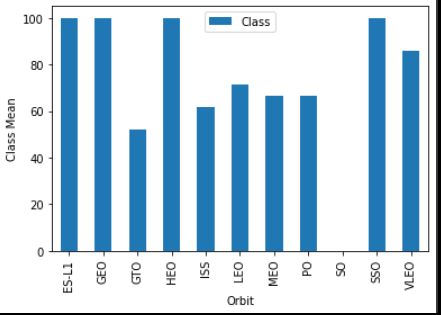 Class
100
80
60
40
20
0
Class Mean
ES-L1
GEO
GTO
HEO
ISS
LEO
MEO
PO
SO
SSO
VLEO
Orbit